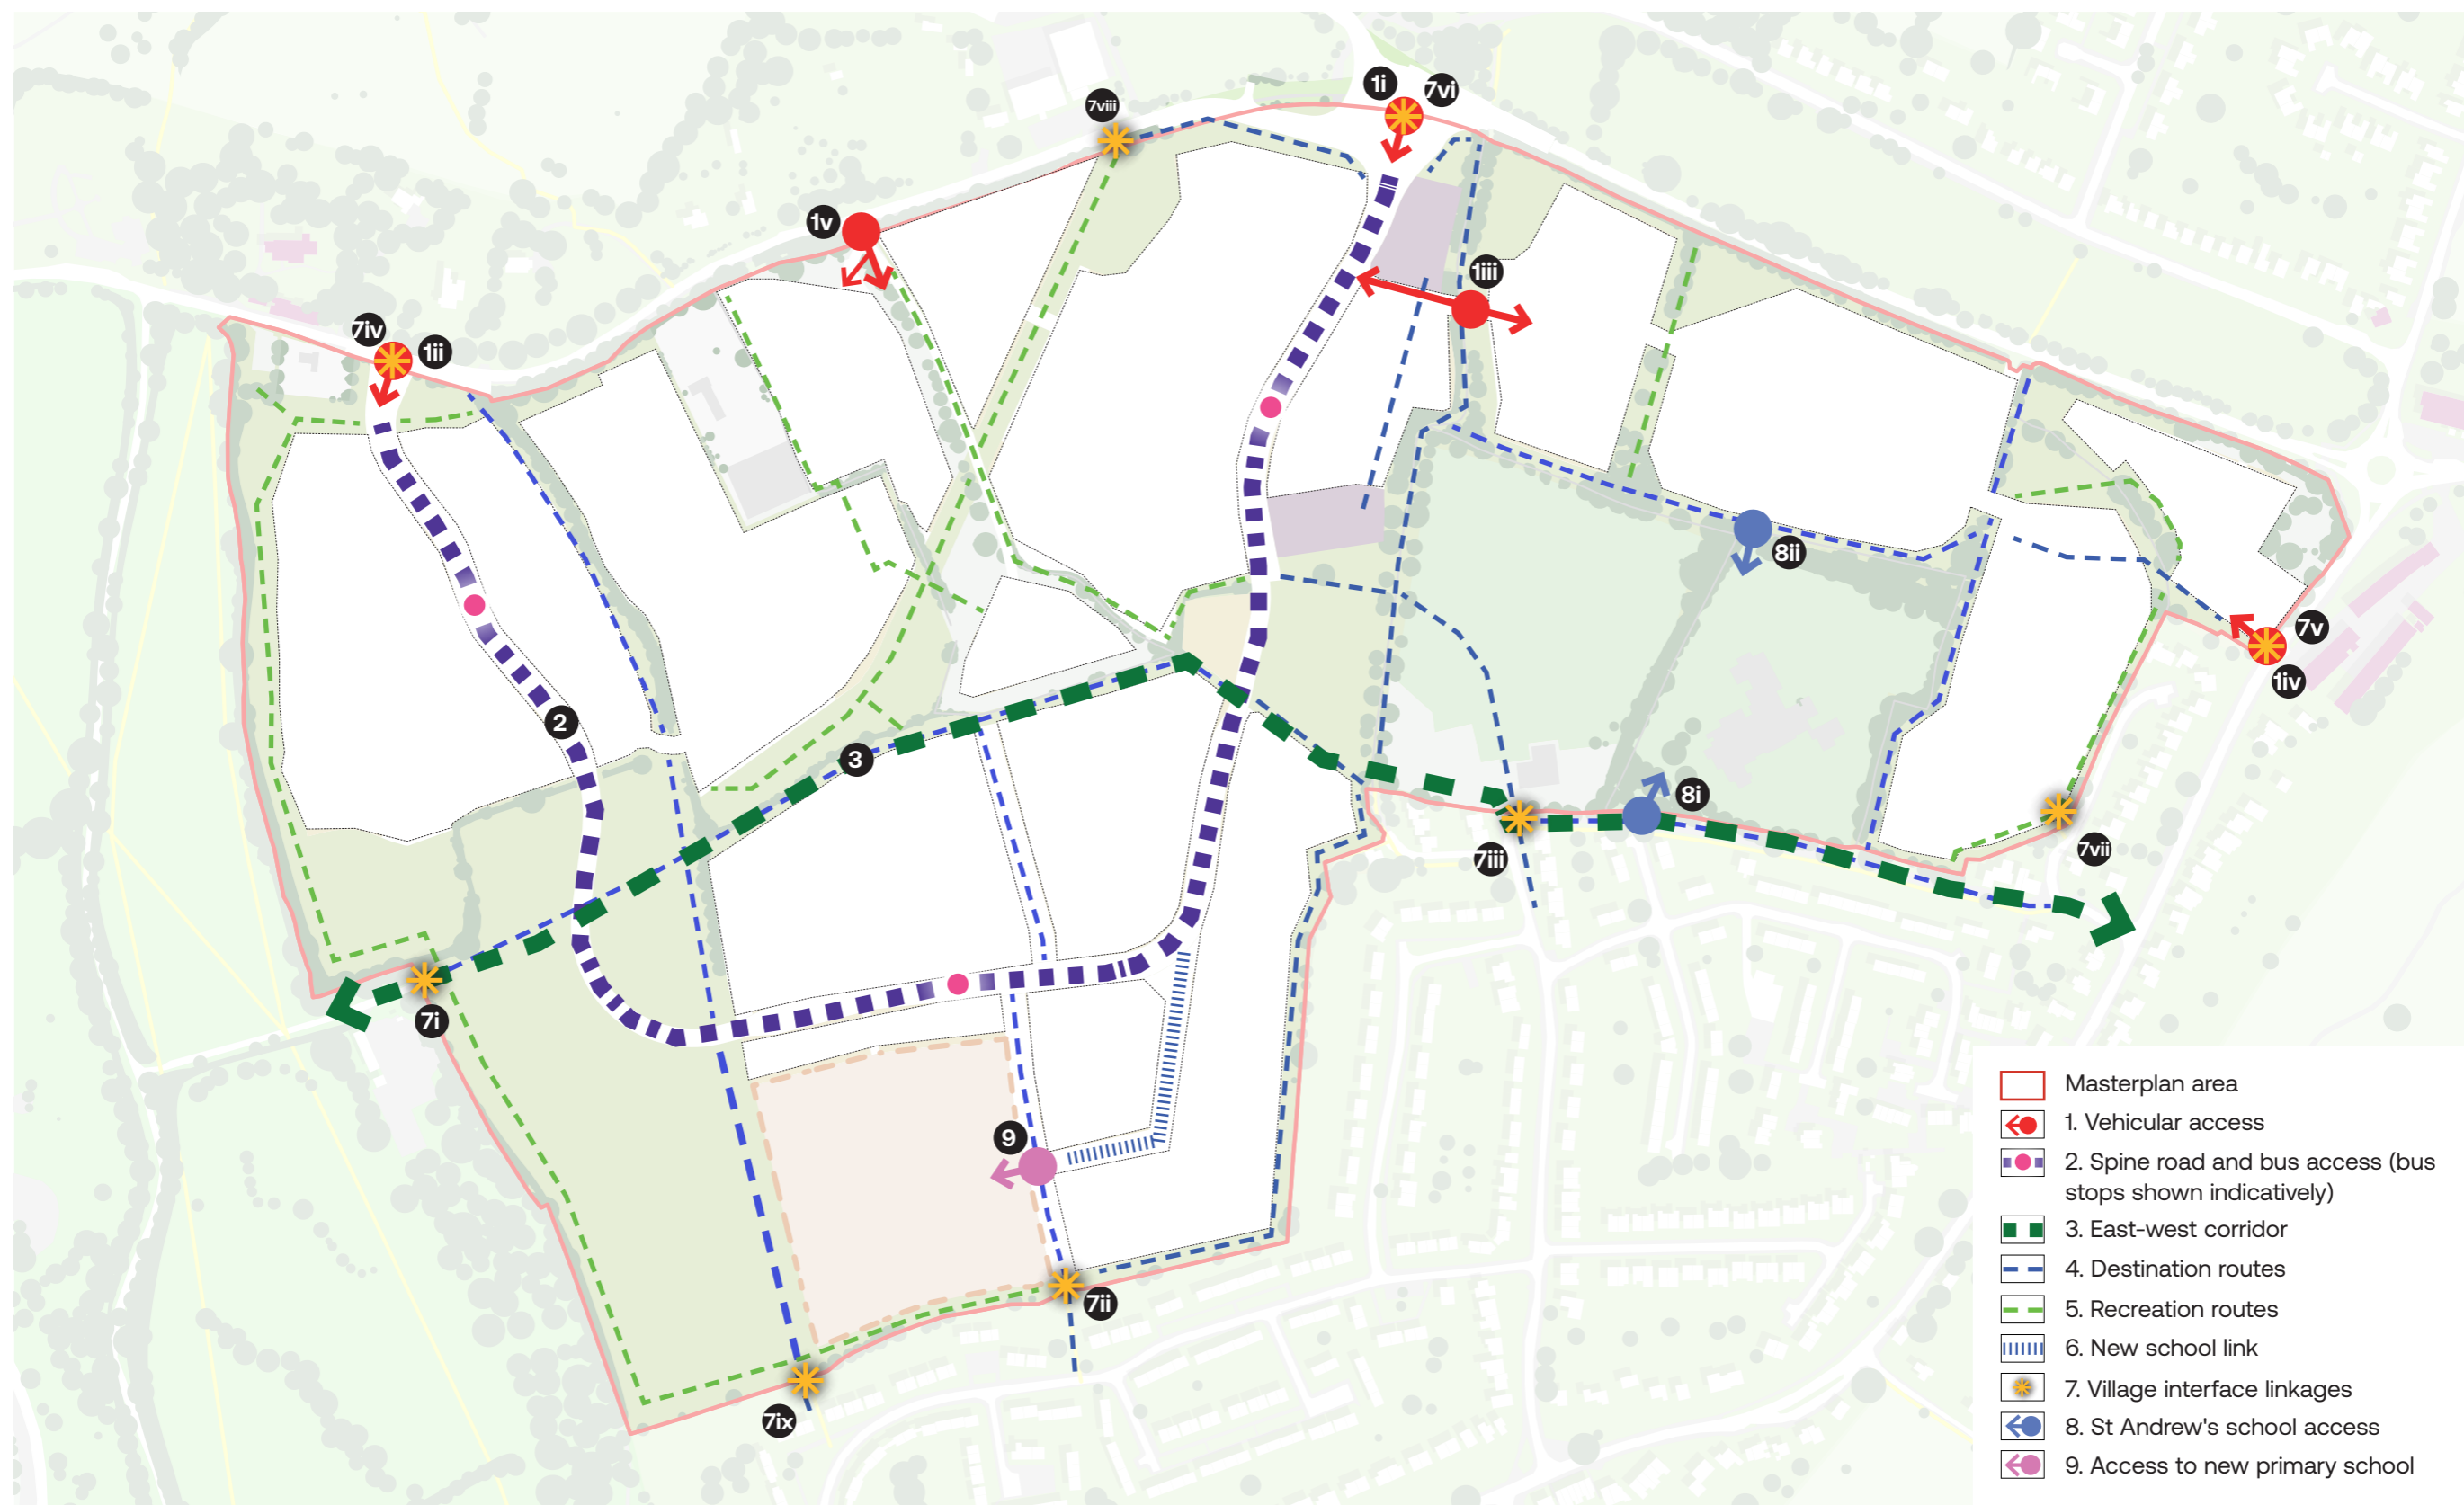 1i
7vi
7viii
1v
1iii
7iv
1ii
8ii
7v
1iv
2
3
8i
7iii
7vii
7i
9
7ii
7ix
Masterplan area
1. Vehicular access
2. Spine road and bus access (bus
stops shown indicatively)
3. East-west corridor
4. Destination routes
5. Recreation routes
6. New school link
7. Village interface linkages
8. St Andrew's school access
9. Access to new primary school